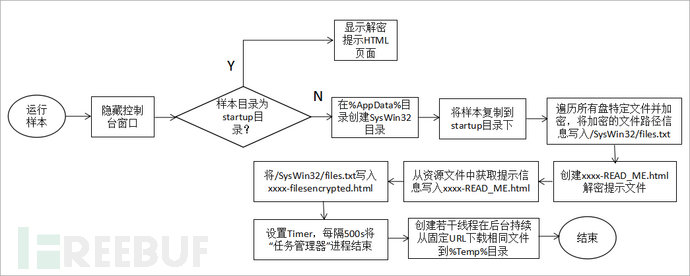 显示解密
提示HTML
页面
Y
运行
样本
隐藏控制
台窗口
样本目录为
startup目
录？
N
在%AppData%目
录创建SysWin32
目录
将样本复制到
startup目录下
遍历所有盘特定文件并加
密，将加密的文件路径信
息写入/SysWin32/files.txt
将/SysWin32/files.txt写入
xxxx-filesencrypted.html
从资源文件中获取提示信
息写入xxxx-READ_ME.html
创建xxxx-READ_ME.html
解密提示文件
设置Timer，每隔500s将
“任务管理器”进程结束
创建若干线程在后台持续
从固定URL下载相同文件
到%Temp%目录
结束
FREEBUF